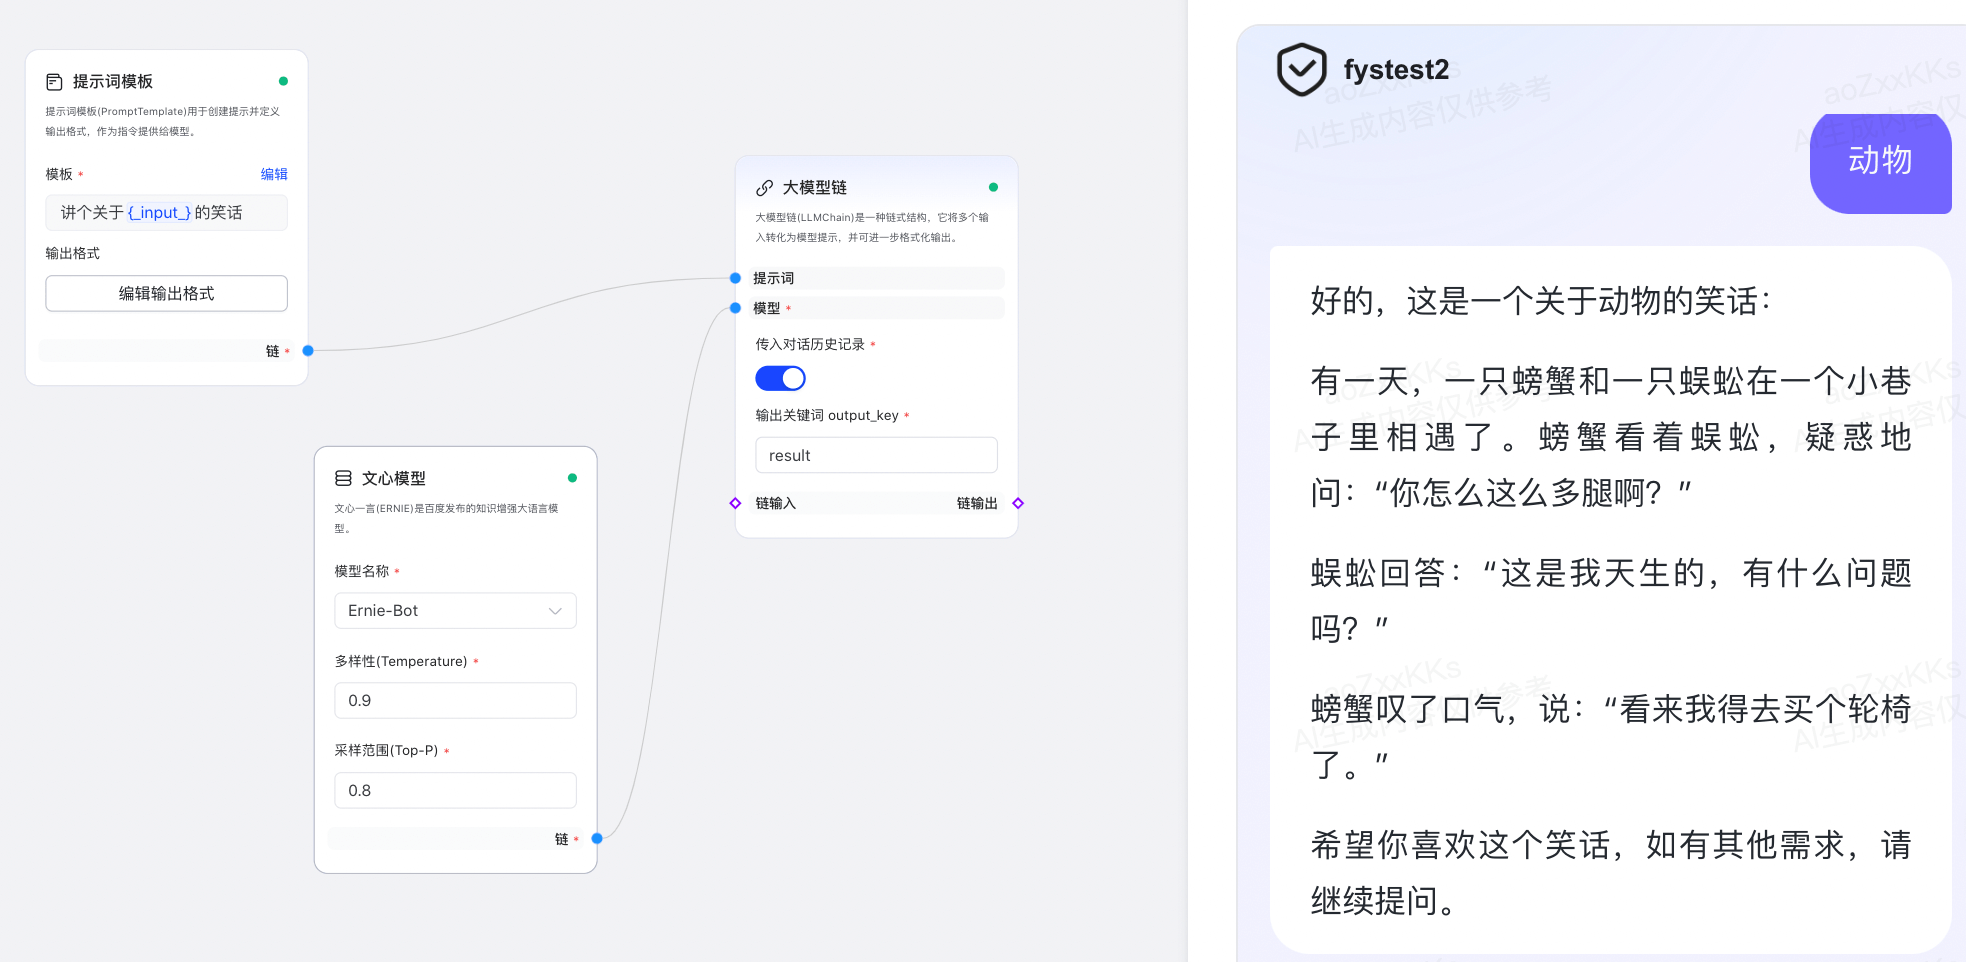 提示词模板
提示词模板(PromptTemplate)用于创建提示并定义
输出格式，作为指令提供给模型。
模板 *
编辑
讲个关于{_input_}的笑话
输出格式
编辑输出格式
链 *
文心模型
文心一言(ERNIE)是百度发布的知识增强大语言模
型。
模型名称 *
Ernie-Bot
多样性(Temperature) *
0.9
采样范围(Top-P) *
0.8
链 *
大模型链
大模型链(LLMChain)是一种链式结构，它将多个输
入转化为模型提示，并可进一步格式化输出。
提示词
模型 *
传入对话历史记录 *
输出关键词 output_key *
result
链输入
链输出
fystest2
动物
好的，这是一个关于动物的笑话：
有一天，一只螃蟹和一只蜈蚣在一个小巷
子里相遇了。螃蟹看着蜈蚣，疑惑地
问：“你怎么这么多腿啊？”
蜈蚣回答：“这是我天生的，有什么问题
吗？”
螃蟹叹了口气，说：“看来我得去买个轮椅
了。”
希望你喜欢这个笑话，如有其他需求，请
继续提问。
aoZxxKKs
AI生成内容仅供参考